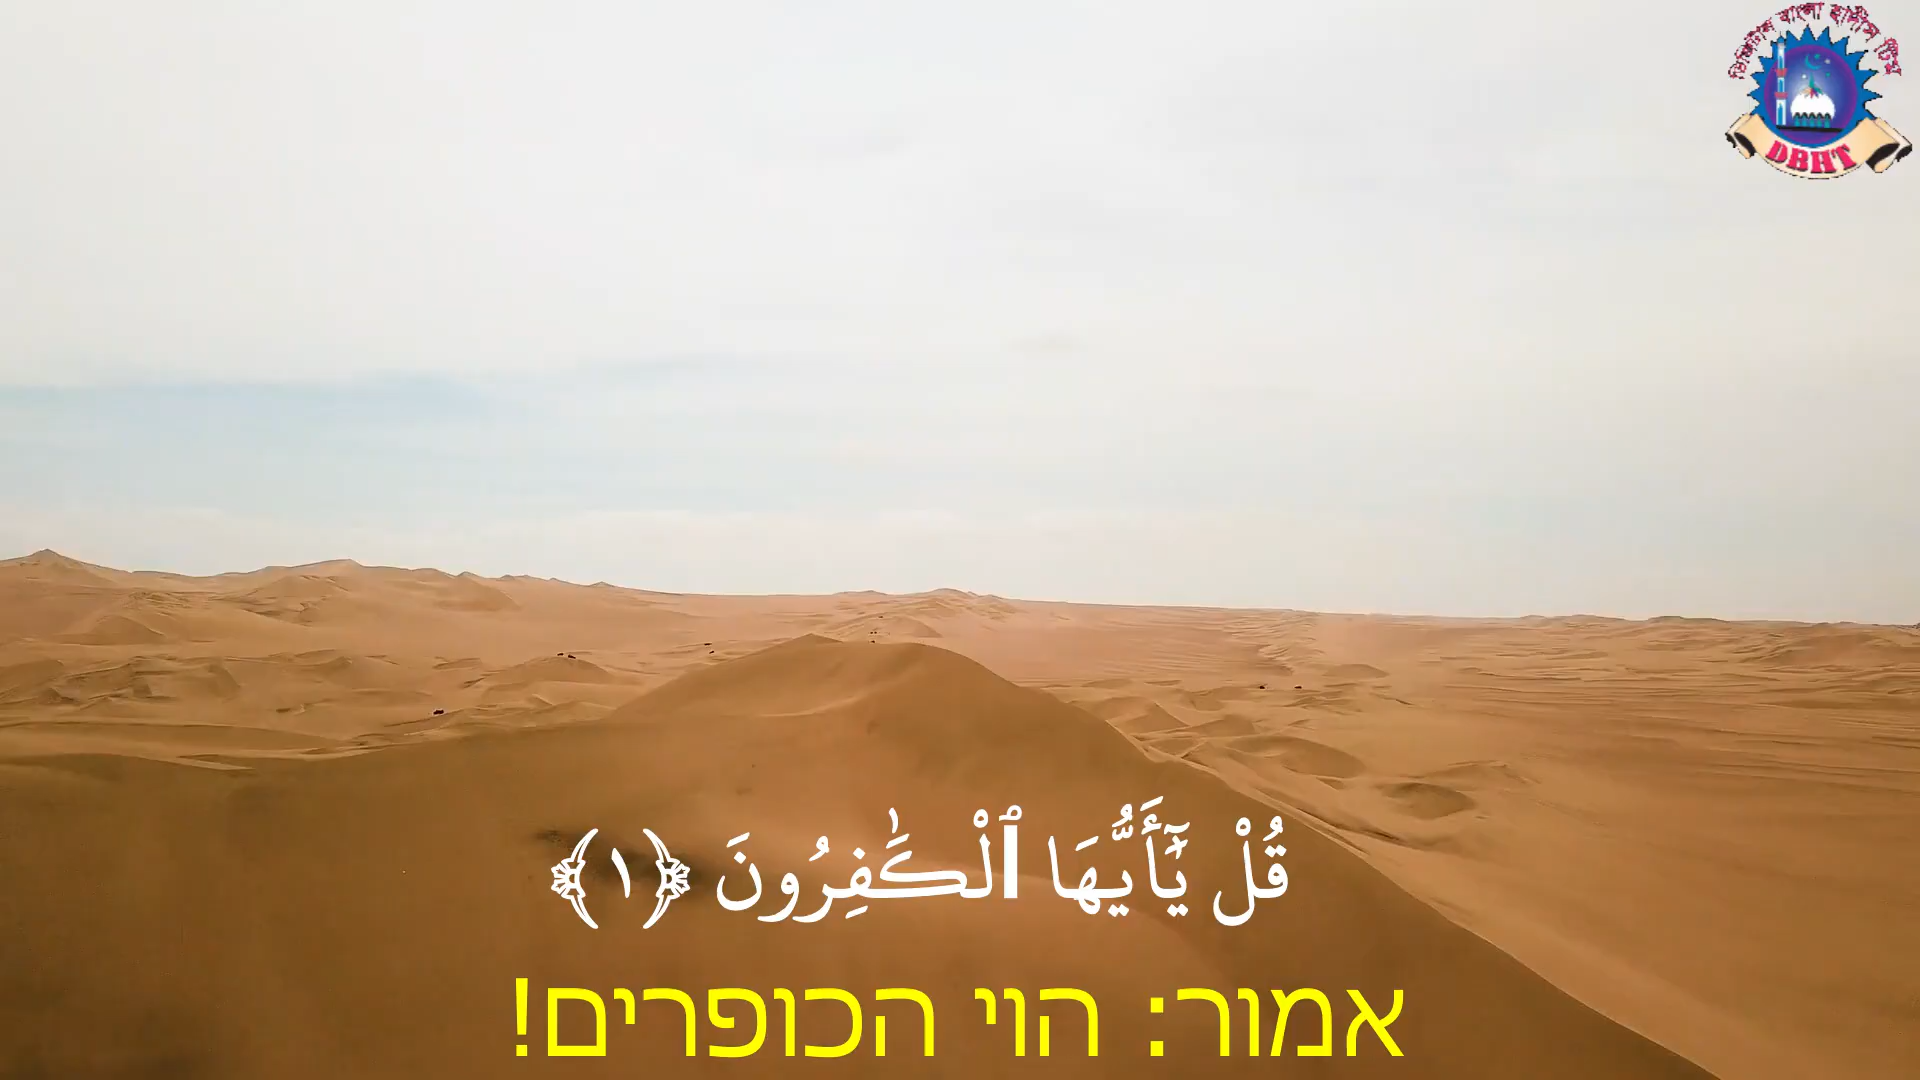 ডিজিটাল বাংলা হাদিস টিম
DBHT
قُلْ يَـٰٓأَيُّهَا ٱلْكَـٰفِرُونَ ﴿١﴾
אמור: הוי הכופרים!